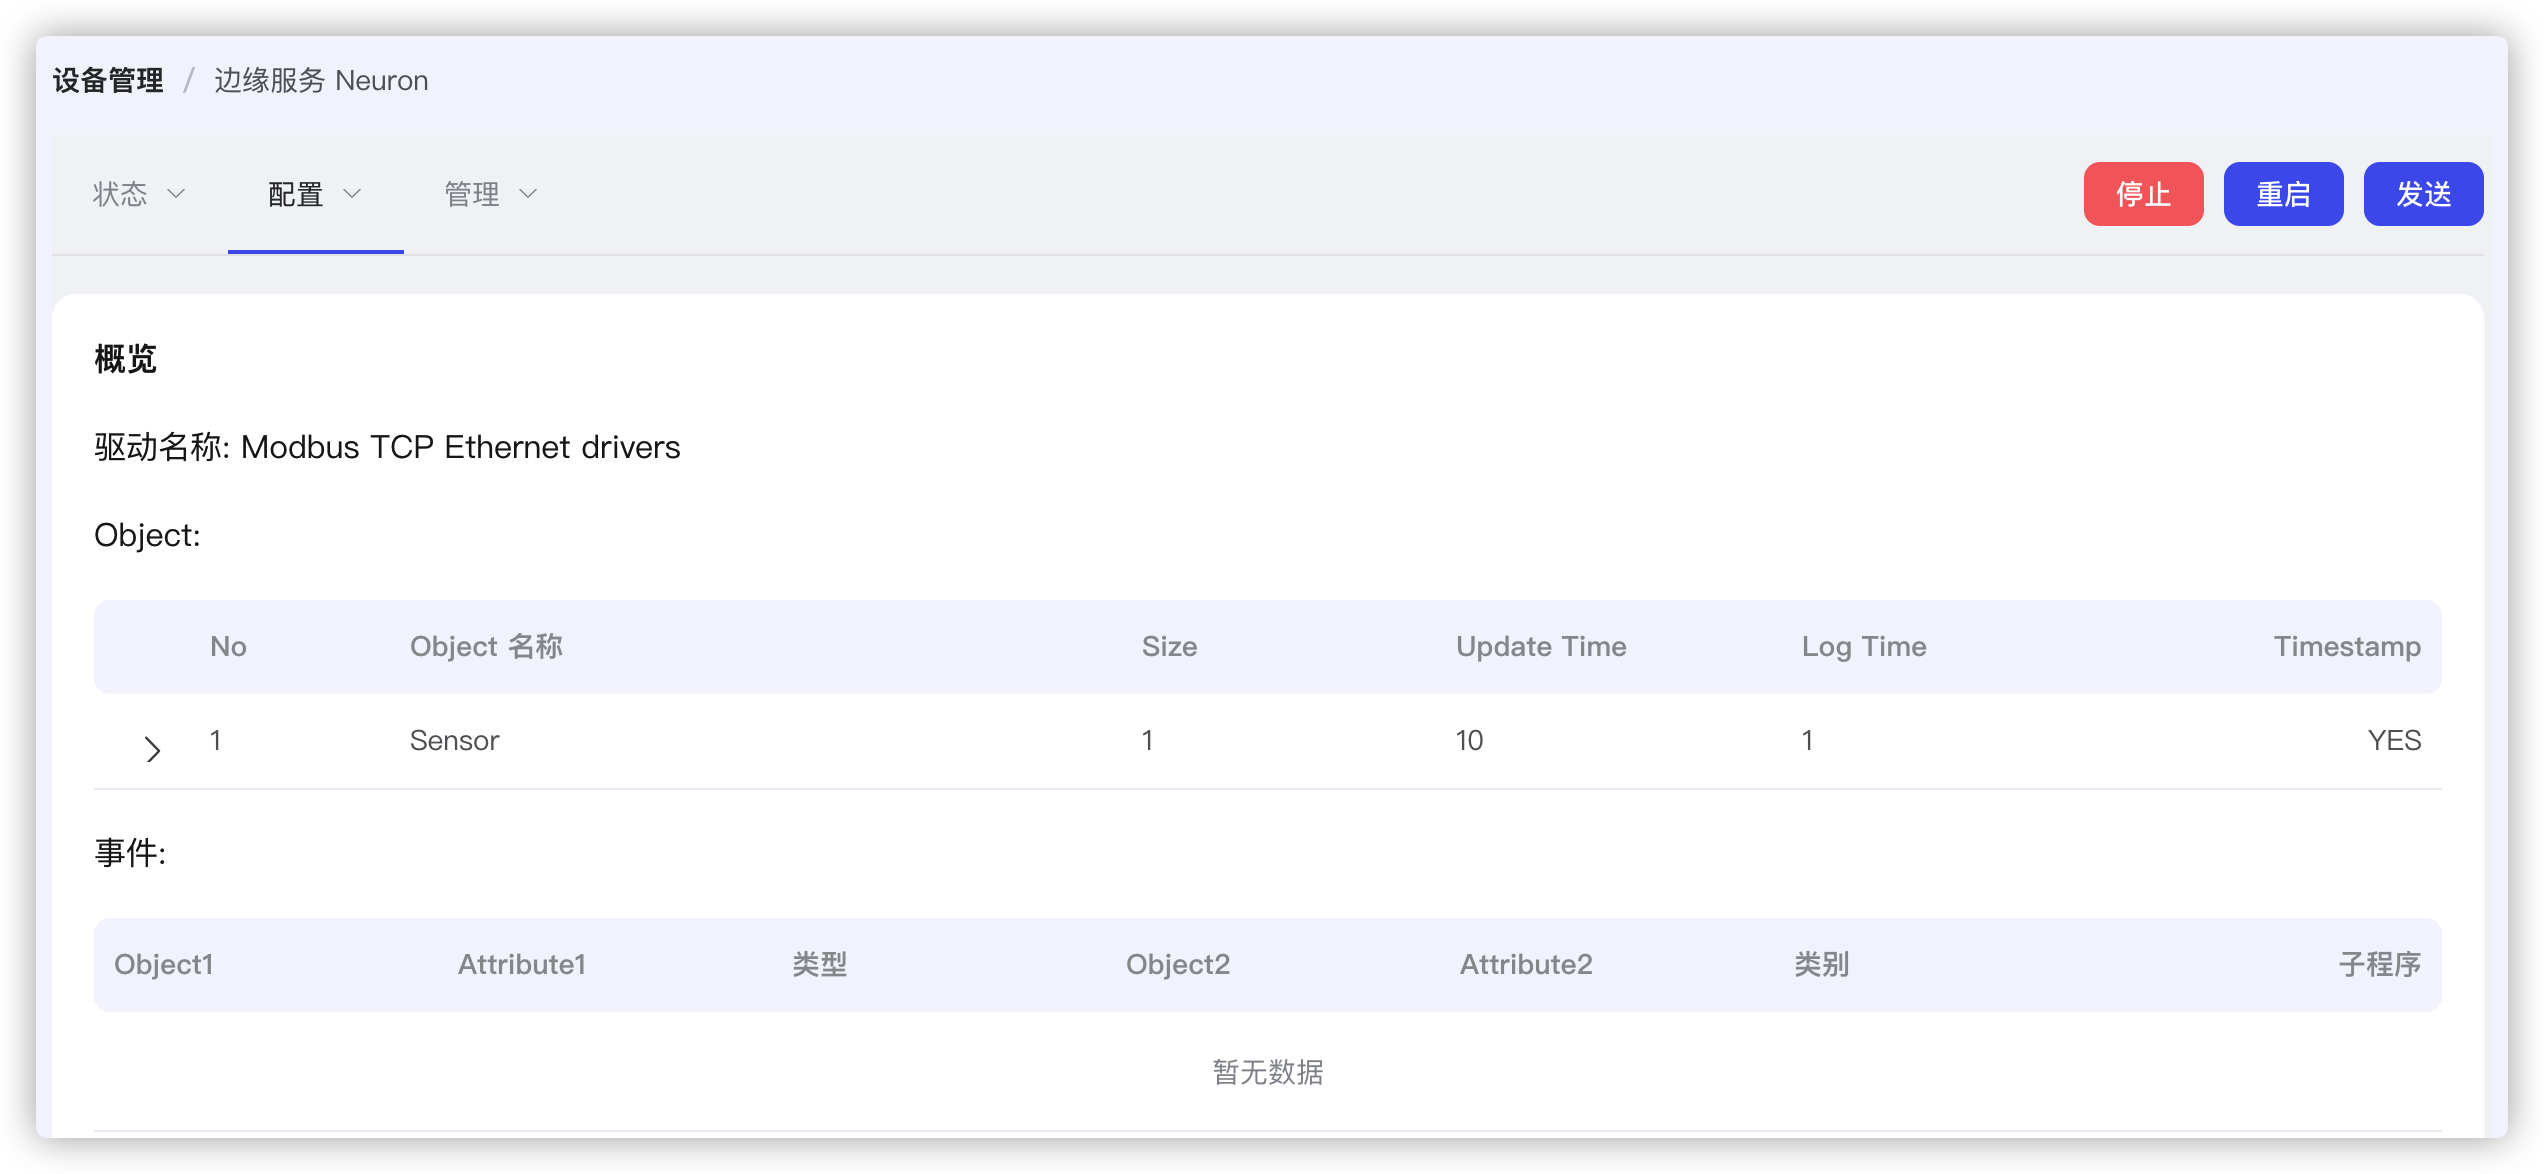 设备管理 / 边缘服务 Neuron
状态 配置 管理 停止 重启 发送
概览
驱动名称: Modbus TCP Ethernet drivers
Object:
No Object 名称 Size Update Time Log Time Timestamp
1 Sensor 1 10 1 YES
事件:
Object1 Attribute1 类型 Object2 Attribute2 类别 子程序
暂无数据